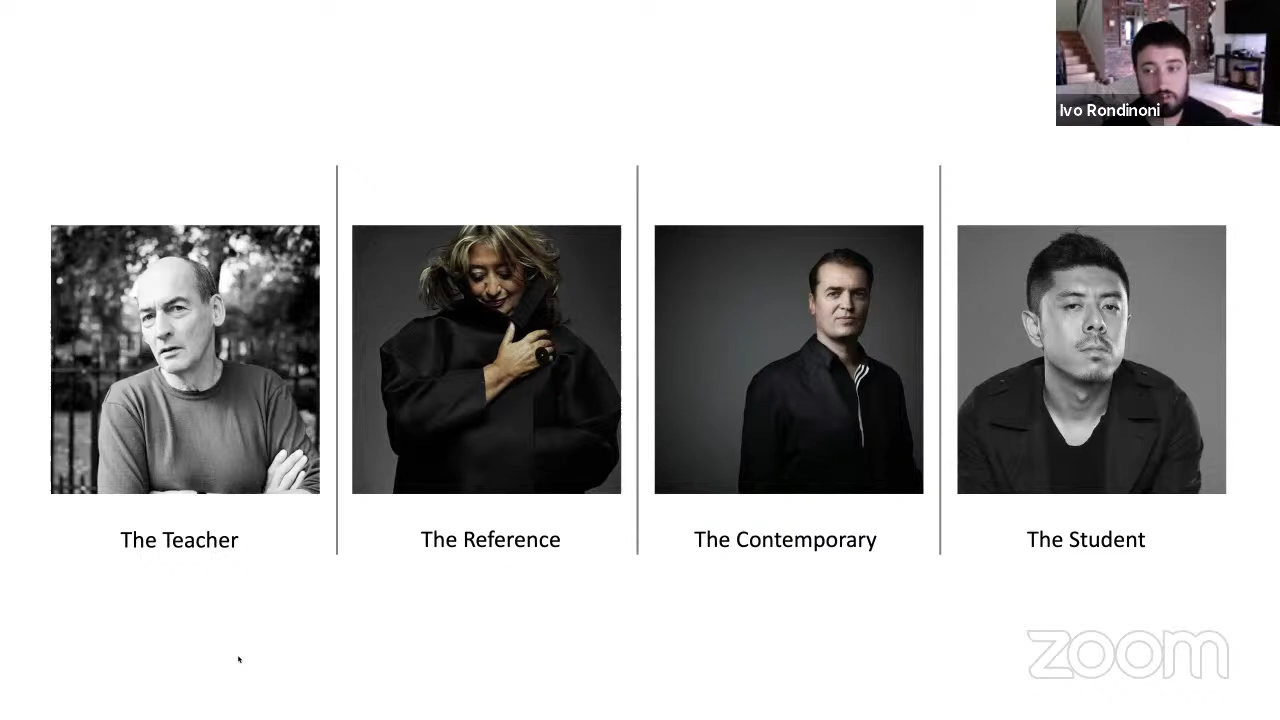 Ivo Rondinoni
The Teacher
The Reference
The Contemporary
The Student
zoom